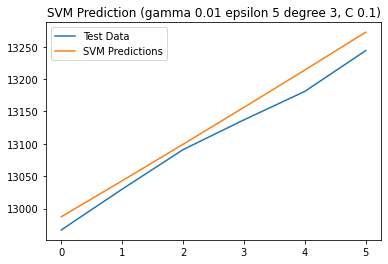 SVM Prediction (gamma 0.01 epsilon 5 degree 3, C 0.1)
Test Data
SVM Predictions
13250
13200
13150
13100
13050
13000
0 1 2 3 4 5